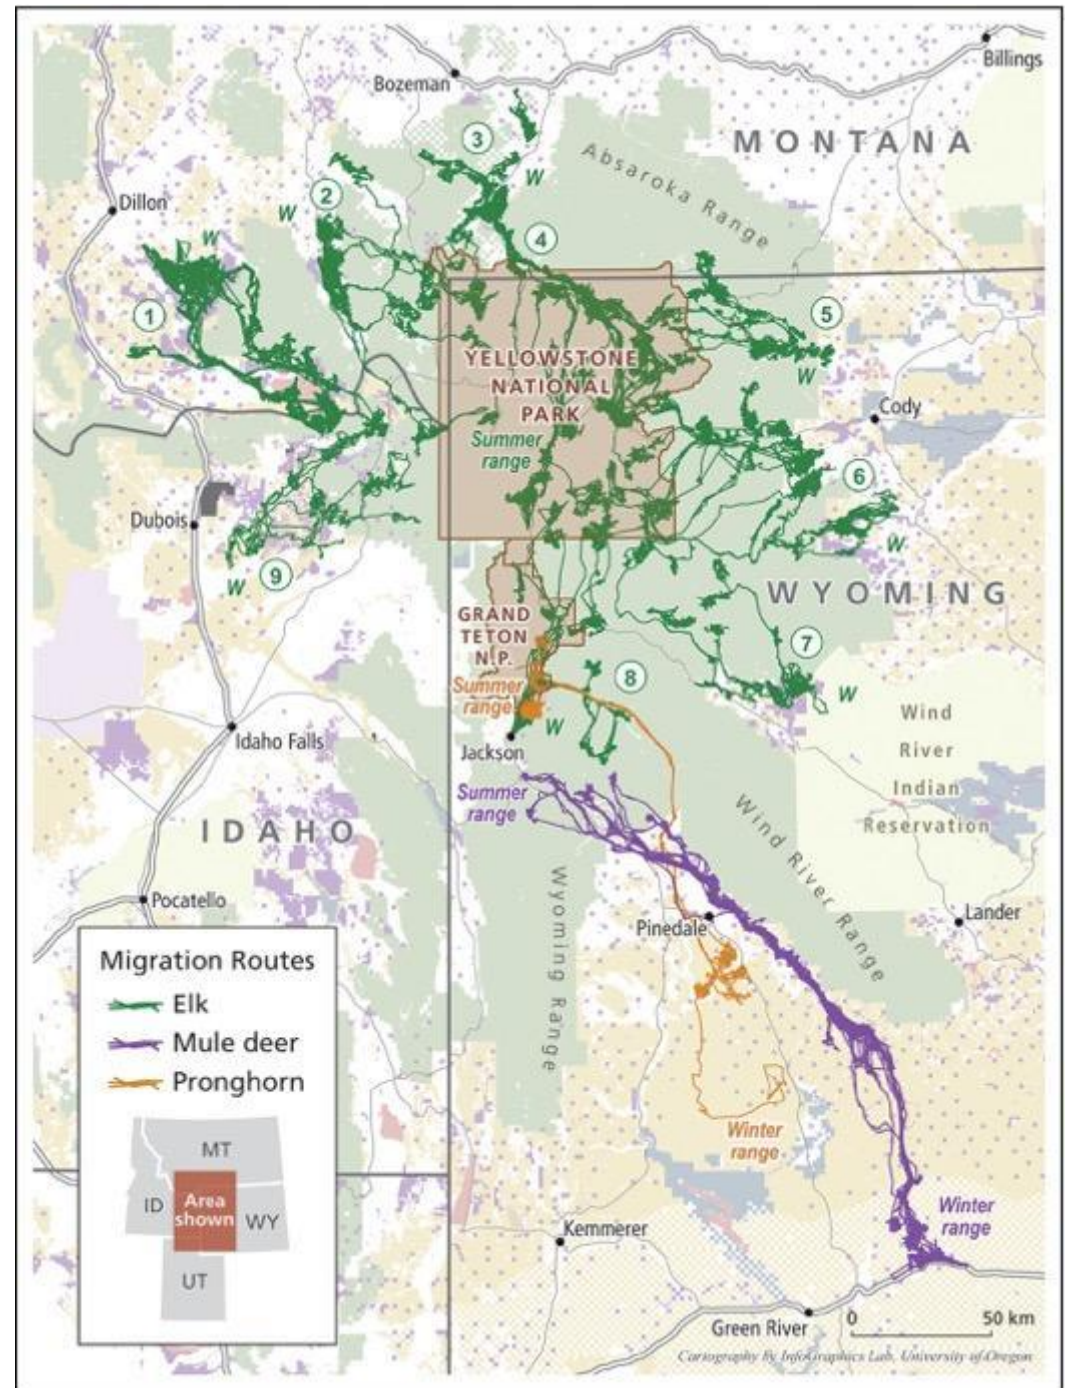 Billings
Bozeman
MONTANA
3
Absaroka Range
W
2
Dillon
W
W
4
1
5
YELLOWSTONE
NATIONAL
PARK
W
Cody
Summer
range
6
Dubois
W
9
W
WYOMING
GRAND
TETON
N.P.
7
8
Summer
range
W
W
Wind
River
Indian
Reservation
Idaho Falls
Jackson
Summer
range
IDAHO
Wind River Range
Wyoming Range
Pocatello
Lander
Pinedale
Migration Routes
Elk
Mule deer
Pronghorn
Winter
range
MT
ID
Area
shown
WY
UT
Winter
range
Kemmerer
Green River
0 50 km
Cartography by InfoGraphics Lab, University of Oregon